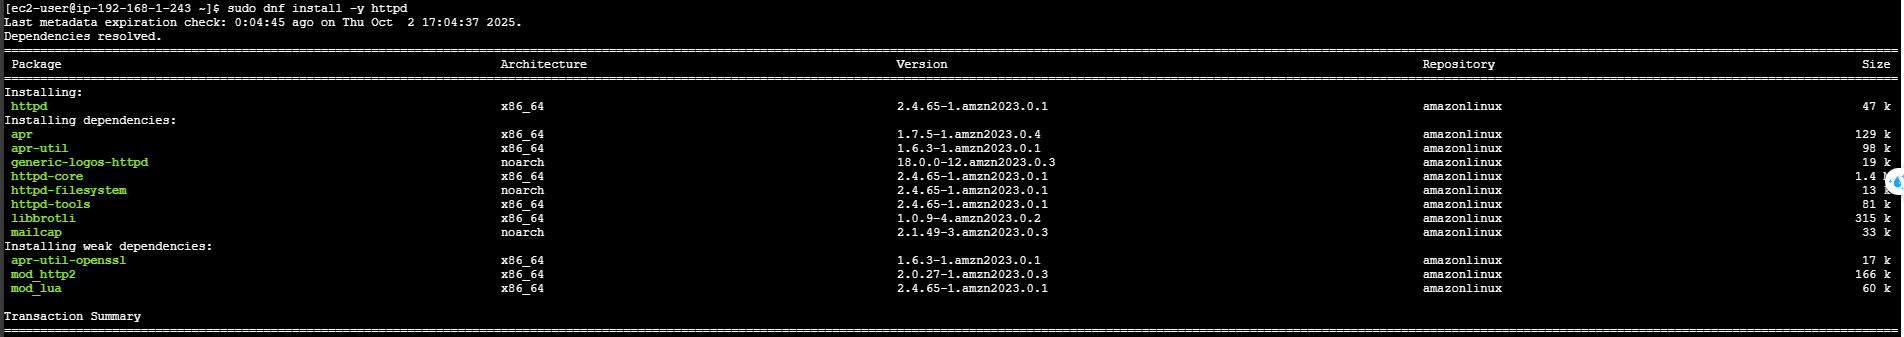 [ec2-user@ip-192-168-1-243 ~]$ sudo dnf install -y httpd
Last metadata expiration check: 0:04:45 ago on Thu Oct  2 17:04:37 2025.
Dependencies resolved.
Package Architecture Version Repository Size
Installing:
httpd x86_64 2.4.65-1.amzn2023.0.1 amazonlinux 47 k
Installing dependencies:
apr x86_64 1.7.5-1.amzn2023.0.4 amazonlinux 129 k
apr-util x86_64 1.6.3-1.amzn2023.0.1 amazonlinux 98 k
generic-logos-httpd noarch 18.0.0-12.amzn2023.0.3 amazonlinux 19 k
httpd-core x86_64 2.4.65-1.amzn2023.0.1 amazonlinux 1.4
httpd-filesystem noarch 2.4.65-1.amzn2023.0.1 amazonlinux 13 k
httpd-tools x86_64 2.4.65-1.amzn2023.0.1 amazonlinux 81 k
libbrotli x86_64 1.0.9-4.amzn2023.0.2 amazonlinux 315 k
mailcap noarch 2.1.49-3.amzn2023.0.3 amazonlinux 33 k
Installing weak dependencies:
apr-util-openssl x86_64 1.6.3-1.amzn2023.0.1 amazonlinux 17 k
mod_http2 x86_64 2.0.27-1.amzn2023.0.3 amazonlinux 166 k
mod_lua x86_64 2.4.65-1.amzn2023.0.1 amazonlinux 60 k
Transaction Summary